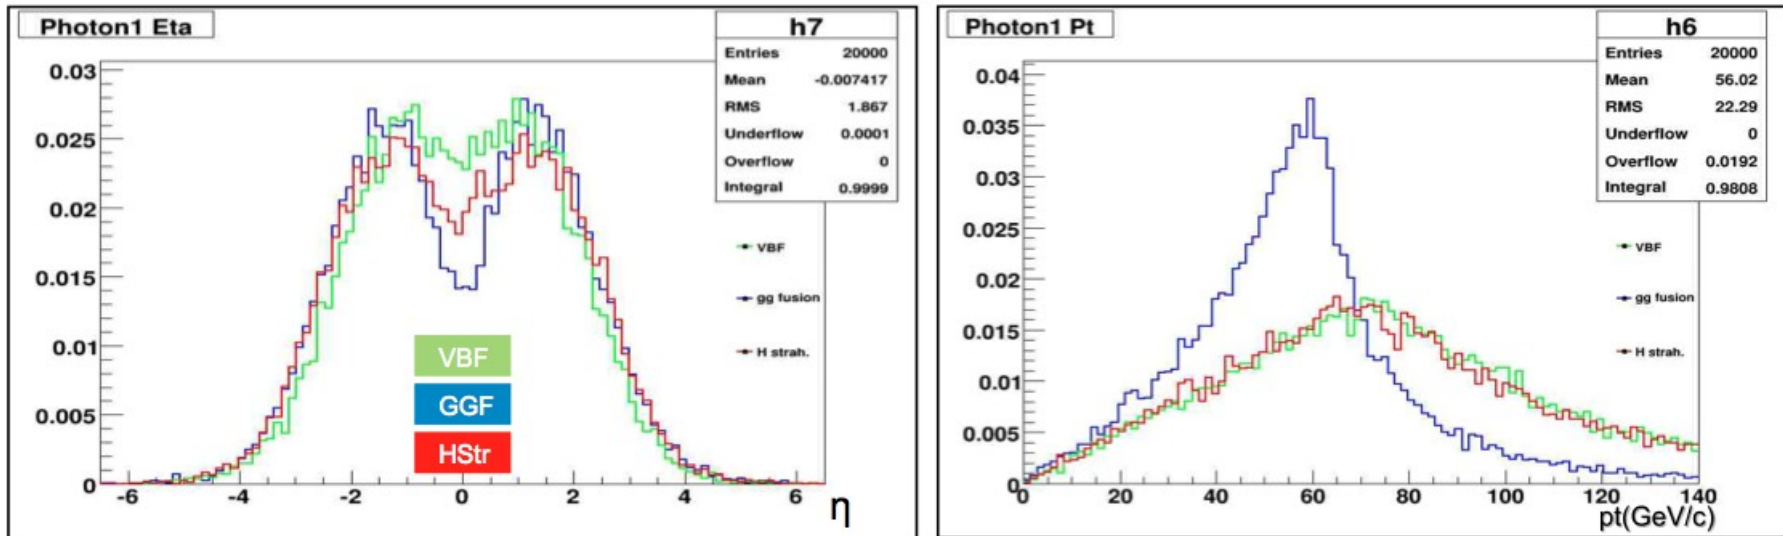 Photon1 Eta
h7
Entries 20000
Mean -0.007417
RMS 1.867
Underflow 0.0001
Overflow 0
Integral 0.9999
0.03
0.025
0.02
0.015
0.01
0.005
0
-6 -4 -2 0 2 4 6
η
VBF
gg fusion
H strah.
VBF
GGF
HStr
Photon1 Pt
h6
Entries 20000
Mean 56.02
RMS 22.29
Underflow 0
Overflow 0.0192
Integral 0.9808
0.04
0.035
0.03
0.025
0.02
0.015
0.01
0.005
0
0 20 40 60 80 100 120 140
pt(GeV/c)
VBF
gg fusion
H strah.